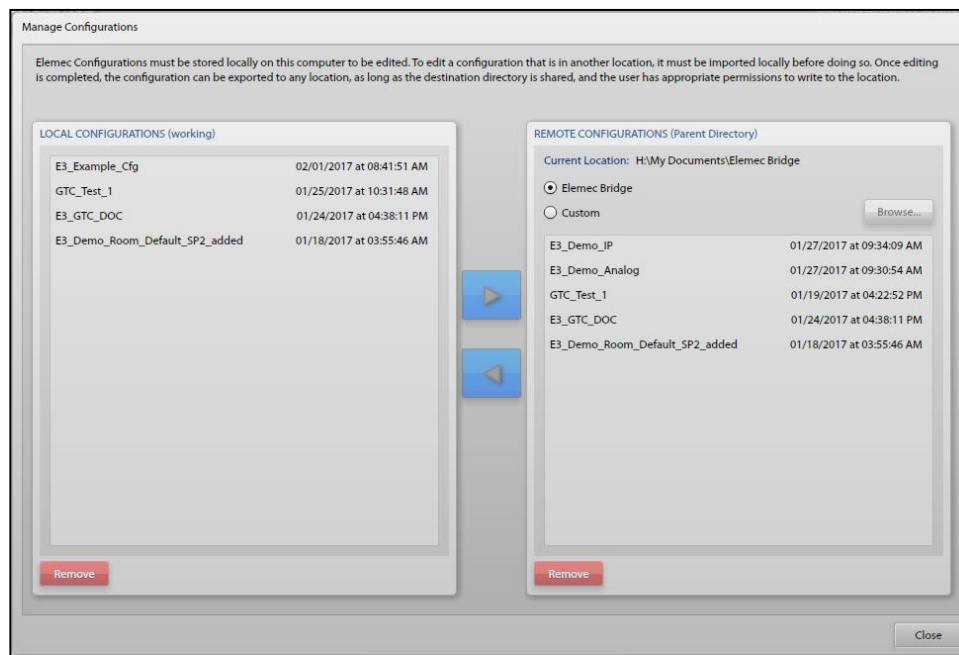 Manage Configurations
Elemec Configurations must be stored locally on this computer to be edited. To edit a configuration that is in another location, it must be imported locally before doing so. Once editing
is completed, the configuration can be exported to any location, as long as the destination directory is shared, and the user has appropriate permissions to write to the location.
LOCAL CONFIGURATIONS (working)
E3_Example_Cfg 02/01/2017 at 08:41:51 AM
GTC_Test_1 01/25/2017 at 10:31:48 AM
E3_GTC_DOC 01/24/2017 at 04:38:11 PM
E3_Demo_Room_Default_SP2_added 01/18/2017 at 03:55:46 AM
Remove
REMOTE CONFIGURATIONS (Parent Directory)
Current Location: H:\My Documents\Elemec Bridge
Elemec Bridge
Custom
Browse...
E3_Demo_IP 01/27/2017 at 09:34:09 AM
E3_Demo_Analog 01/27/2017 at 09:30:54 AM
GTC_Test_1 01/19/2017 at 04:22:52 PM
E3_GTC_DOC 01/24/2017 at 04:38:11 PM
E3_Demo_Room_Default_SP2_added 01/18/2017 at 03:55:46 AM
Remove
Close